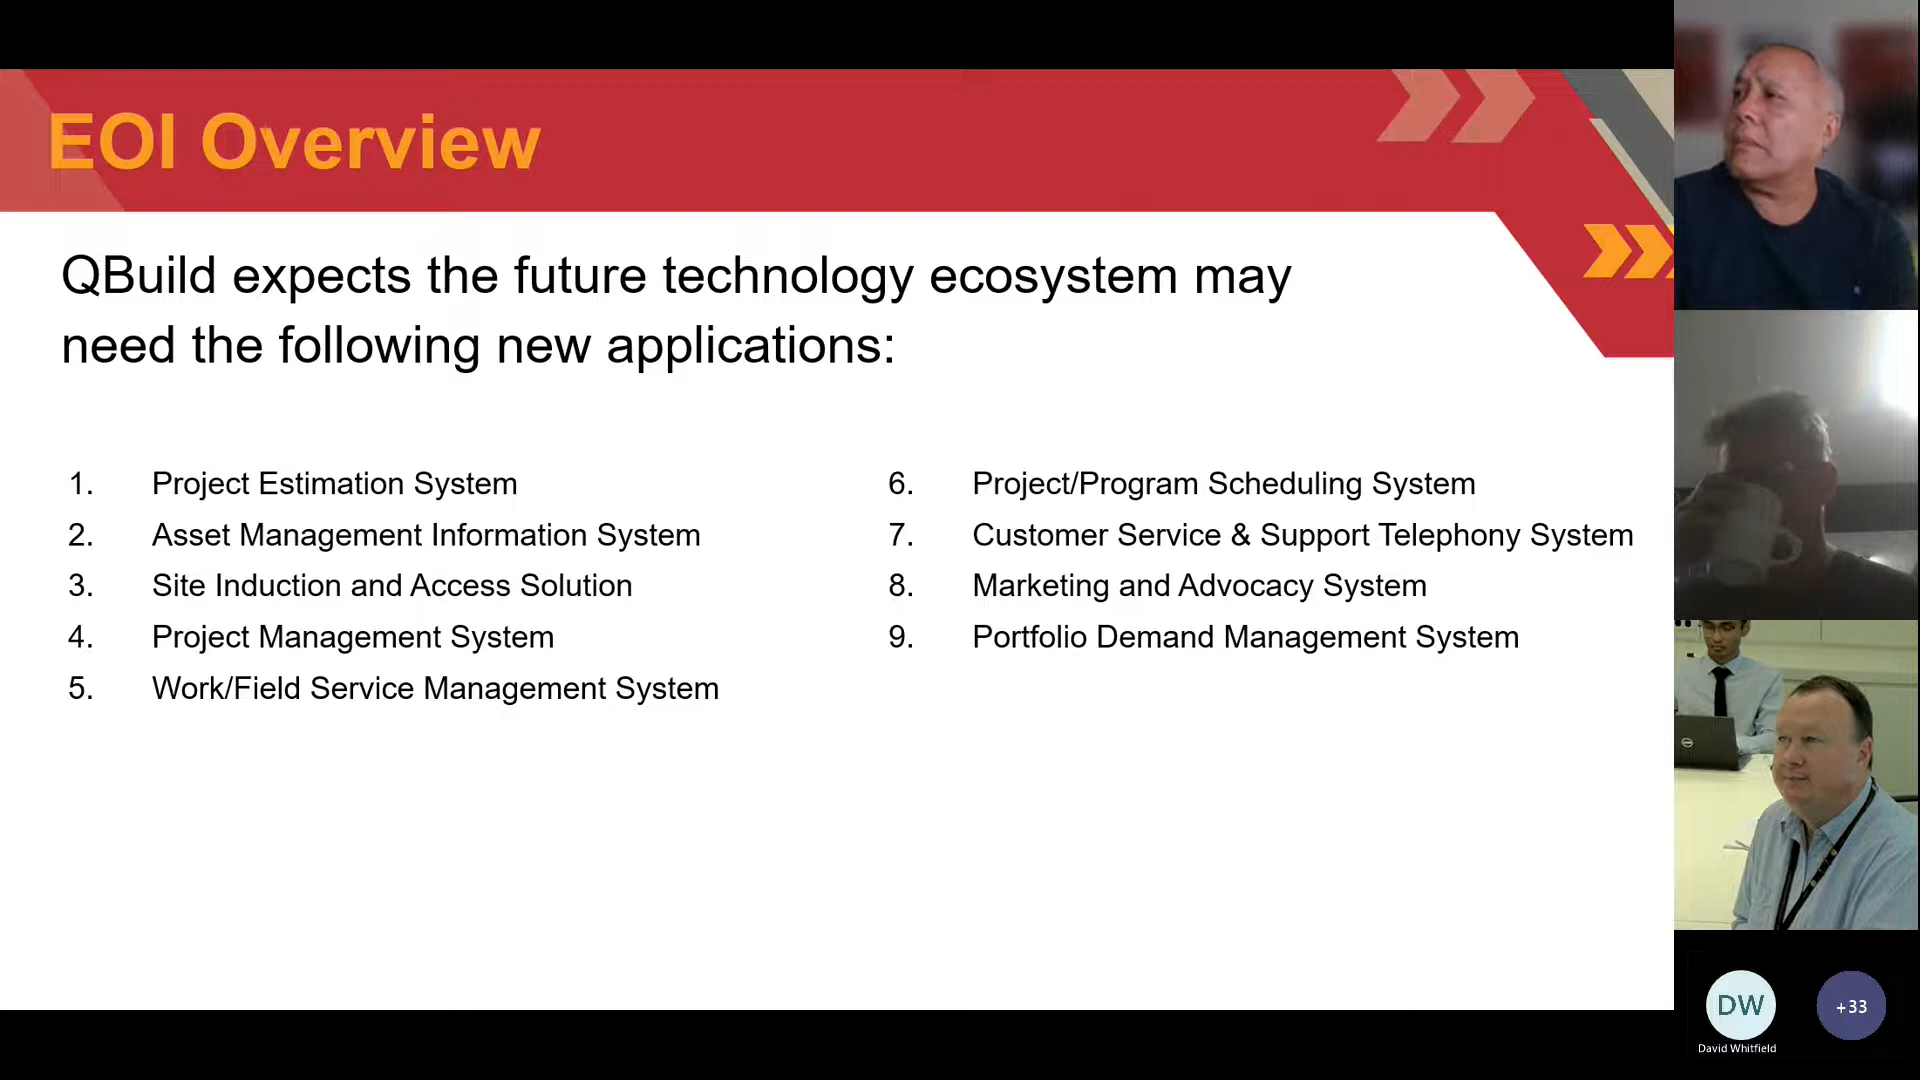 EOI Overview
QBuild expects the future technology ecosystem may
need the following new applications:
1. Project Estimation System
2. Asset Management Information System
3. Site Induction and Access Solution
4. Project Management System
5. Work/Field Service Management System
6. Project/Program Scheduling System
7. Customer Service & Support Telephony System
8. Marketing and Advocacy System
9. Portfolio Demand Management System
DW
+33
David Whitfield